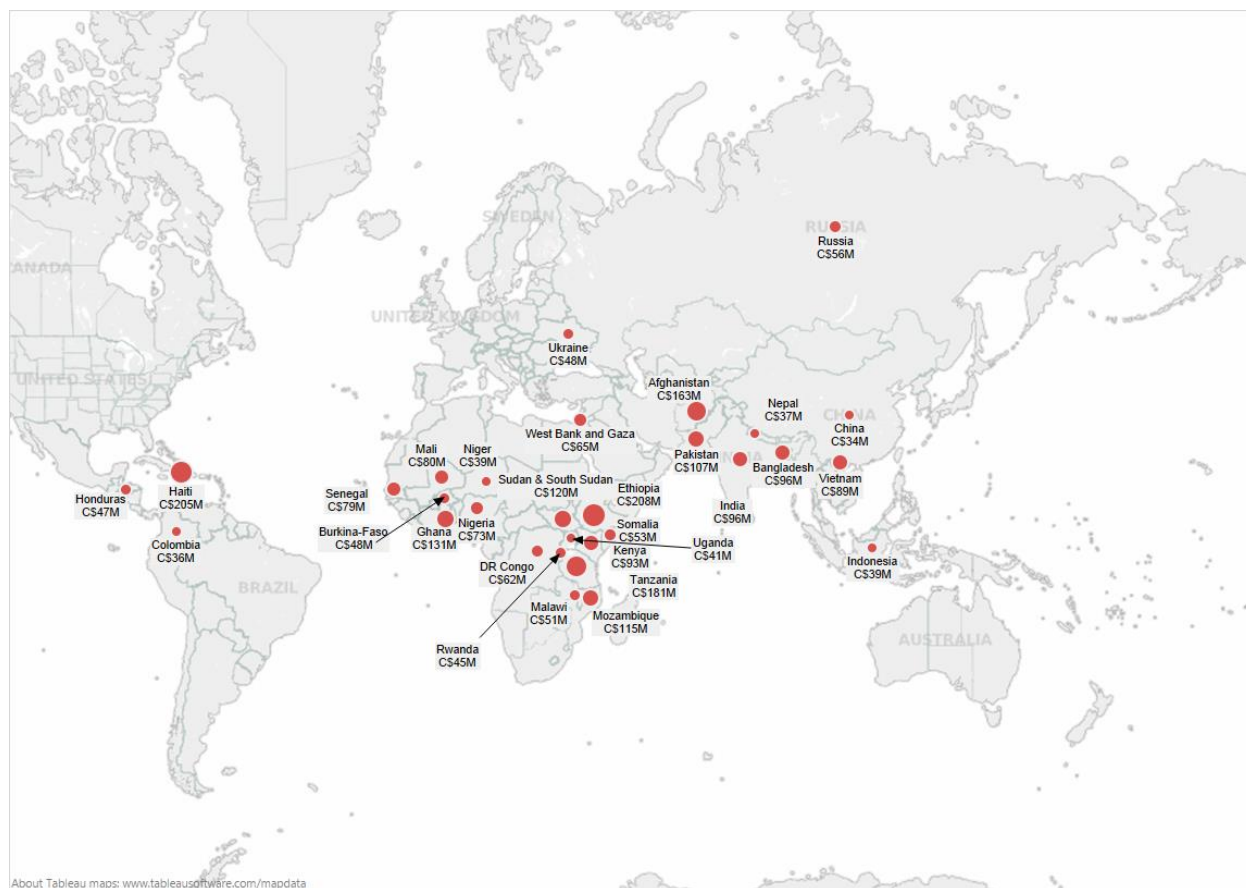 SWEDEN
RUSSIA
Russia
C$56M
CANADA
UNITED KINGDOM
Ukraine
C$48M
UNITED STATES
Afghanistan
C$163M
Nepal
C$37M
CHINA
China
C$34M
West Bank and Gaza
C$65M
Pakistan
C$107M
INDIA
Bangladesh
C$96M
Vietnam
C$89M
India
C$96M
Mali
C$80M
Niger
C$39M
Sudan & South Sudan
C$120M
Ethiopia
C$208M
Haiti
C$205M
Honduras
C$47M
Senegal
C$79M
Burkina-Faso
C$48M
Ghana
C$131M
Nigeria
C$73M
Somalia
C$53M
Uganda
C$41M
Kenya
C$93M
Colombia
C$36M
DR Congo
C$62M
Indonesia
C$39M
Tanzania
C$181M
BRAZIL
Malawi
C$51M
Mozambique
C$115M
Rwanda
C$45M
AUSTRALIA
About Tableau maps: www.tableausoftware.com/mapdata